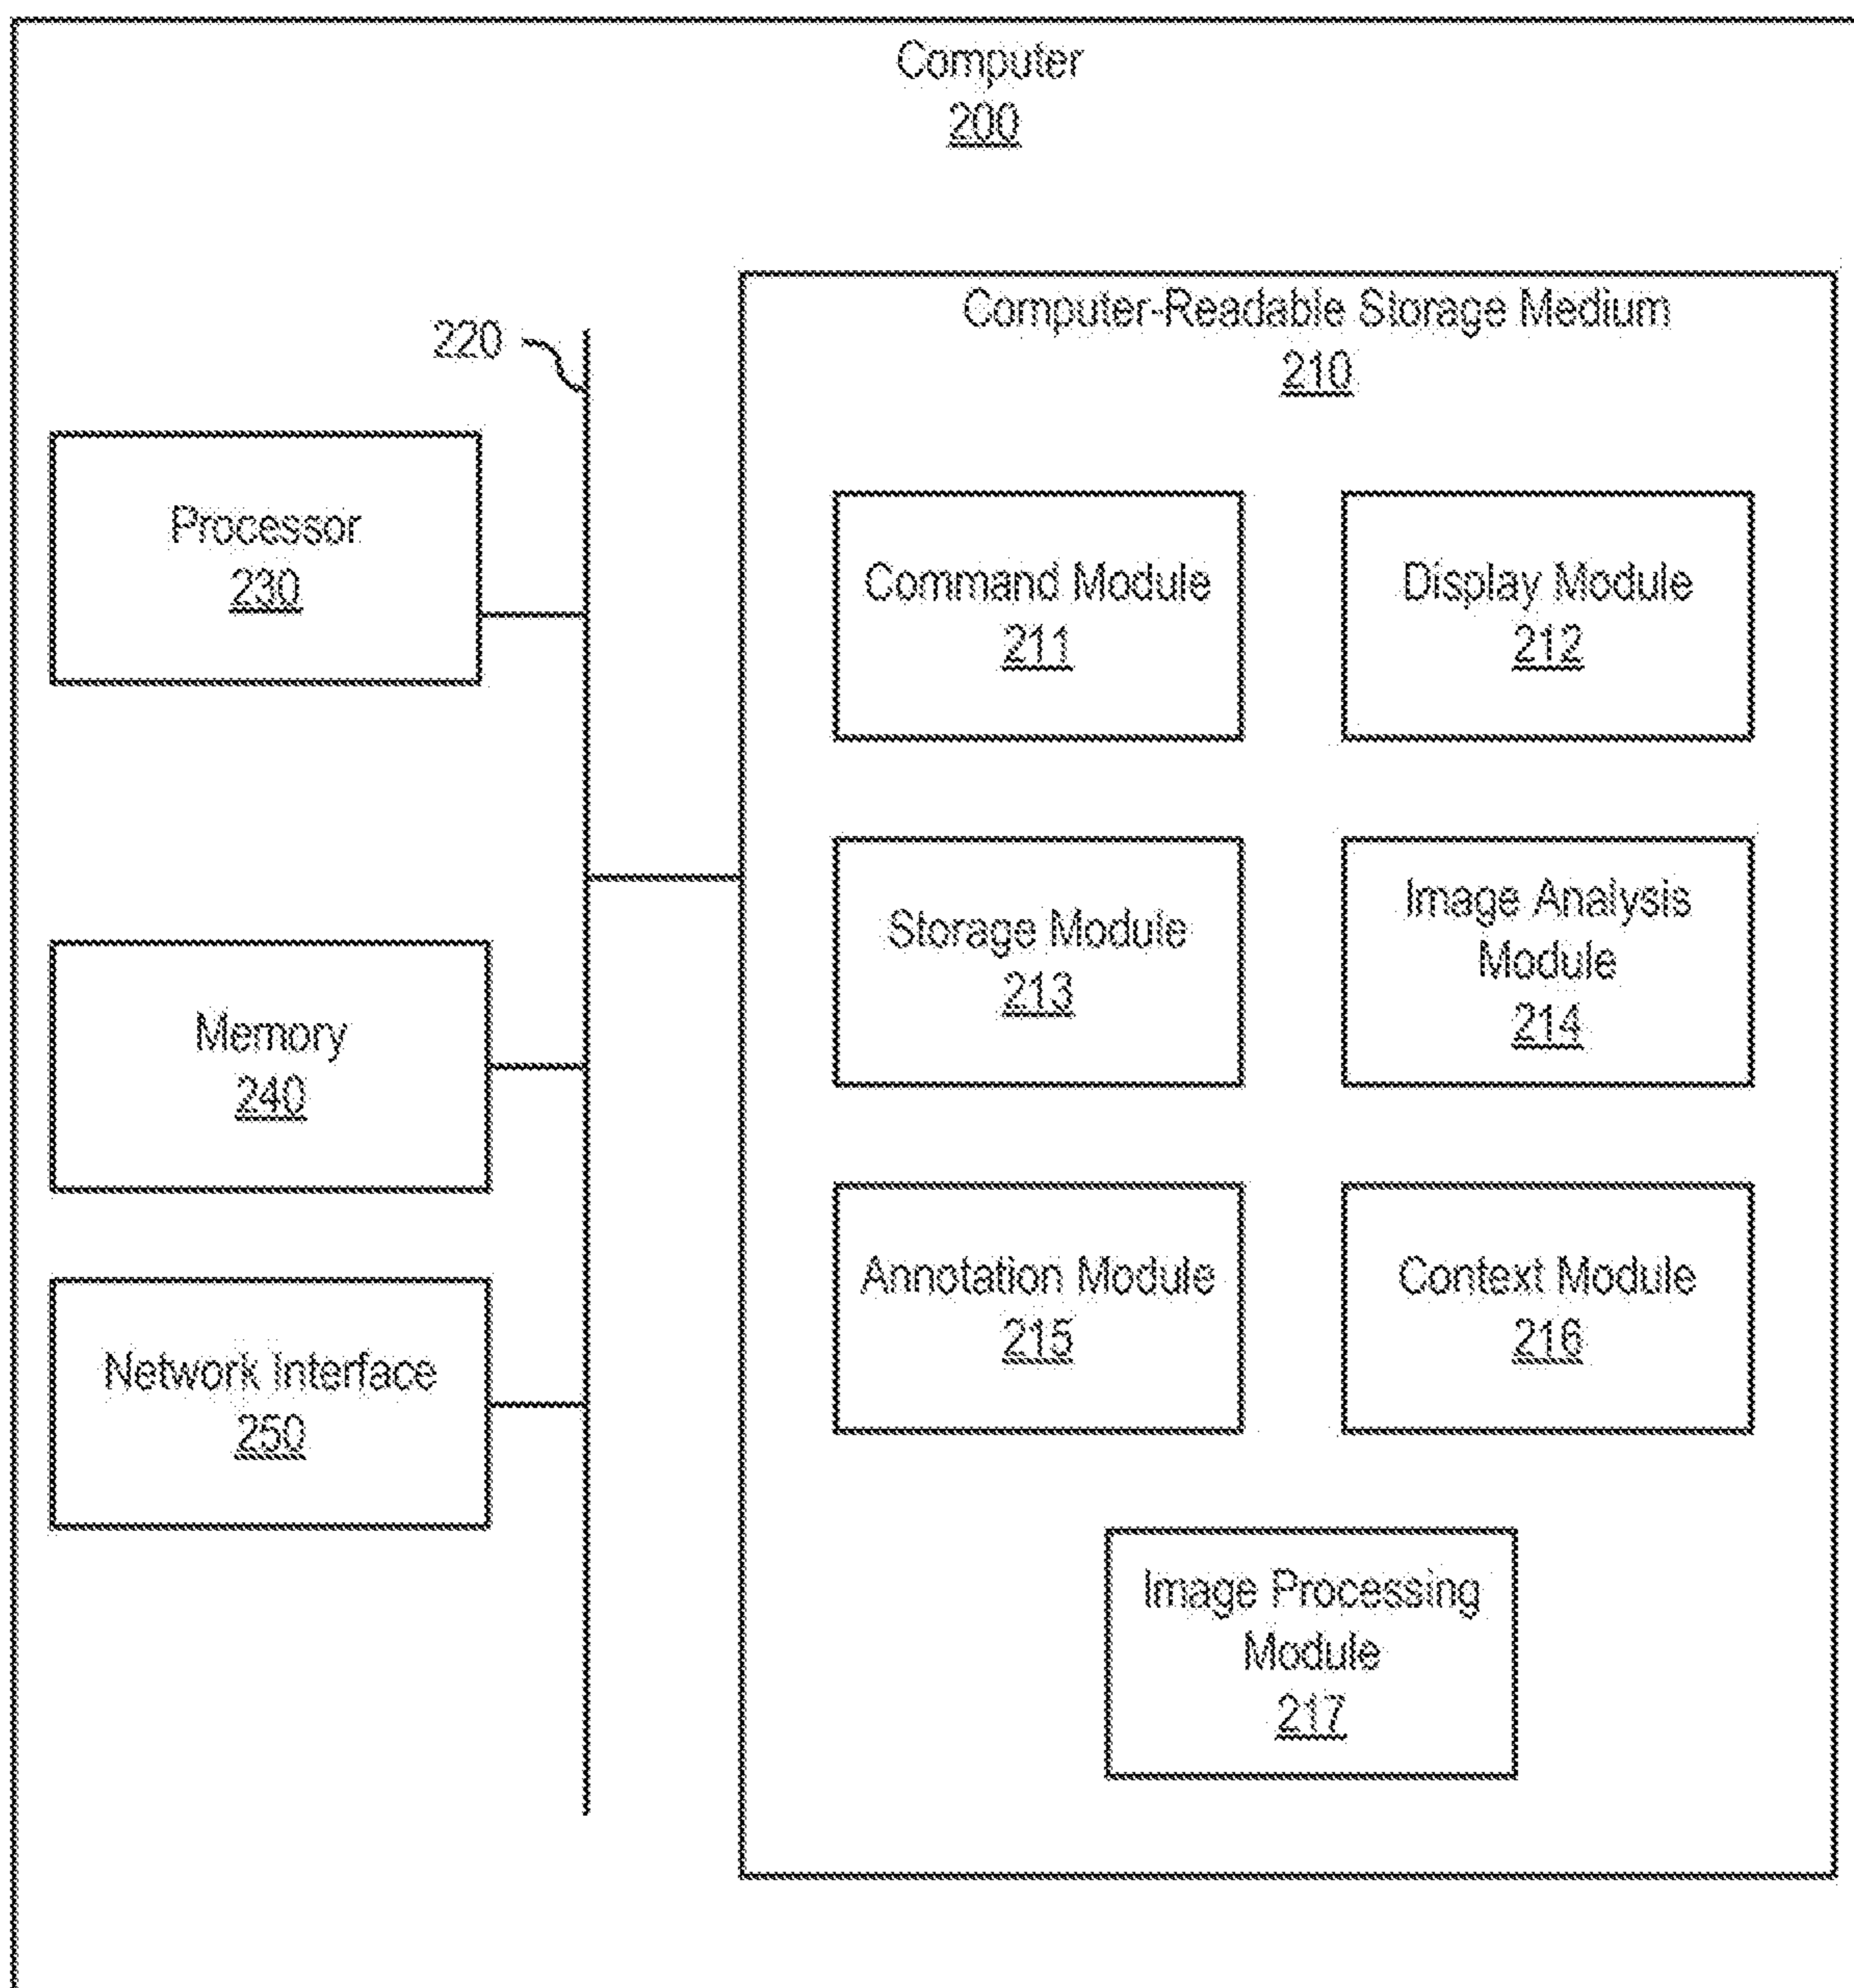 Computer
200
Computer-Readable Storage Medium
210
220
Processor
230
Command Module
211
Display Module
212
Storage Module
213
Image Analysis
Module
214
Memory
240
Annotation Module
215
Context Module
216
Network Interface
250
Image Processing
Module
217